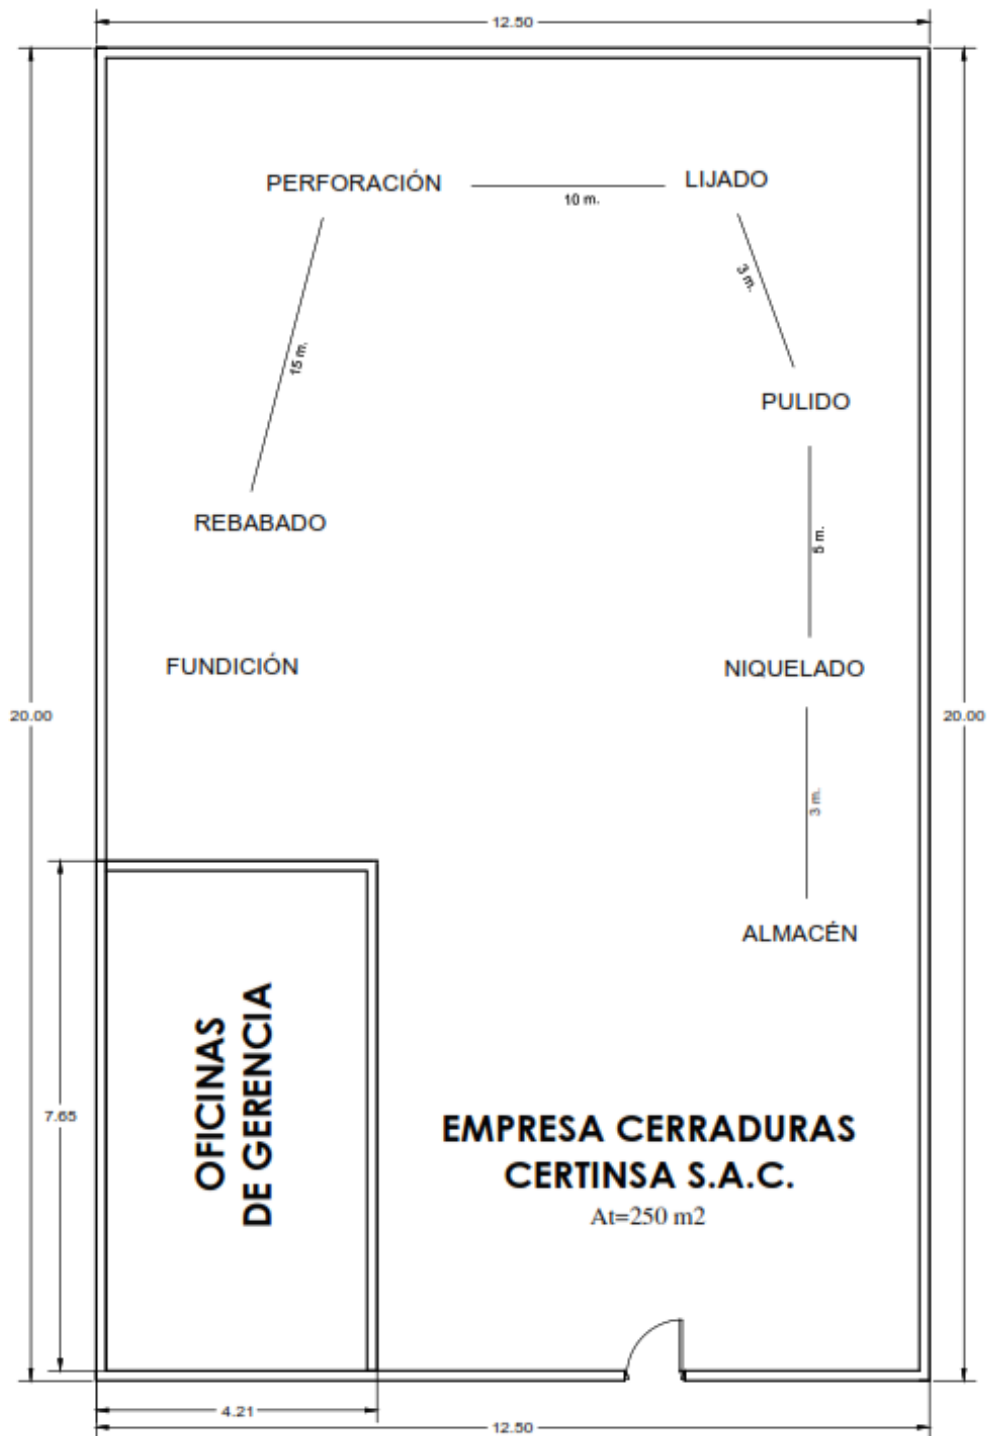 12.50
PERFORACIÓN
LIJADO
10 m.
3 m.
15 m.
PULIDO
REBABADO
5 m.
FUNDICIÓN
NIQUELADO
20.00
20.00
3 m.
ALMACÉN
OFICINAS
DE GERENCIA
7.65
EMPRESA CERRADURAS
CERTINSA S.A.C.
At=250 m2
4.21
12.50